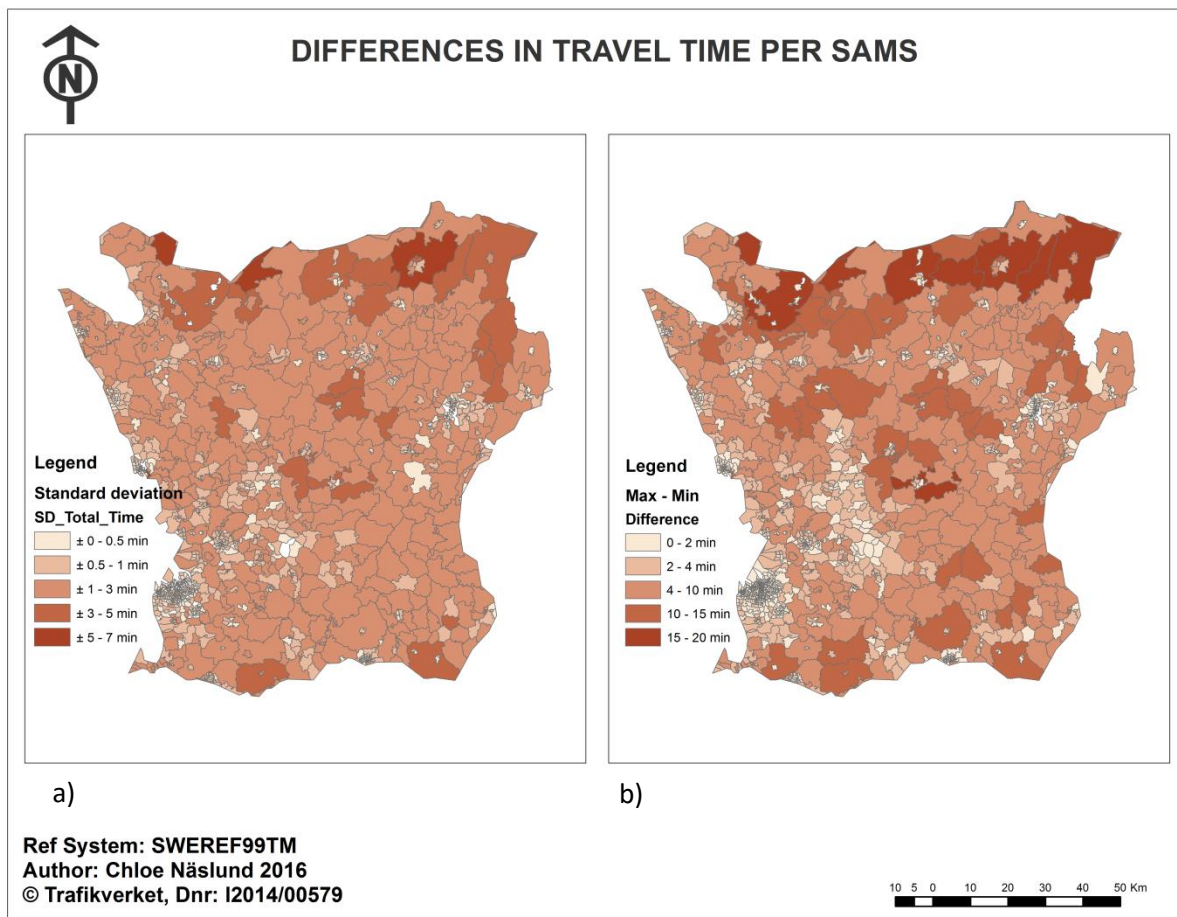 N
DIFFERENCES IN TRAVEL TIME PER SAMS
Legend
Standard deviation
SD_Total_Time
± 0 - 0.5 min
± 0.5 - 1 min
± 1 - 3 min
± 3 - 5 min
± 5 - 7 min
a)
Legend
Max - Min
Difference
0 - 2 min
2 - 4 min
4 - 10 min
10 - 15 min
15 - 20 min
b)
Ref System: SWEREF99TM
Author: Chloe Näslund 2016
© Trafikverket, Dnr: I2014/00579
10 5 0 10 20 30 40 50 Km